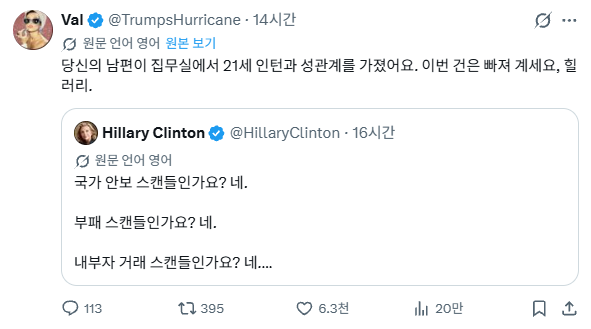 Val @TrumpsHurricane · 14시간
원문 언어 영어 원본 보기
당신의 남편이 집무실에서 21세 인턴과 성관계를 가졌어요. 이번 건은 빠져 계세요, 힐
러리.
Hillary Clinton @HillaryClinton · 16시간
원문 언어 영어
국가 안보 스캔들인가요? 네.
부패 스캔들인가요? 네.
내부자 거래 스캔들인가요? 네....
113 395 6.3천 20만